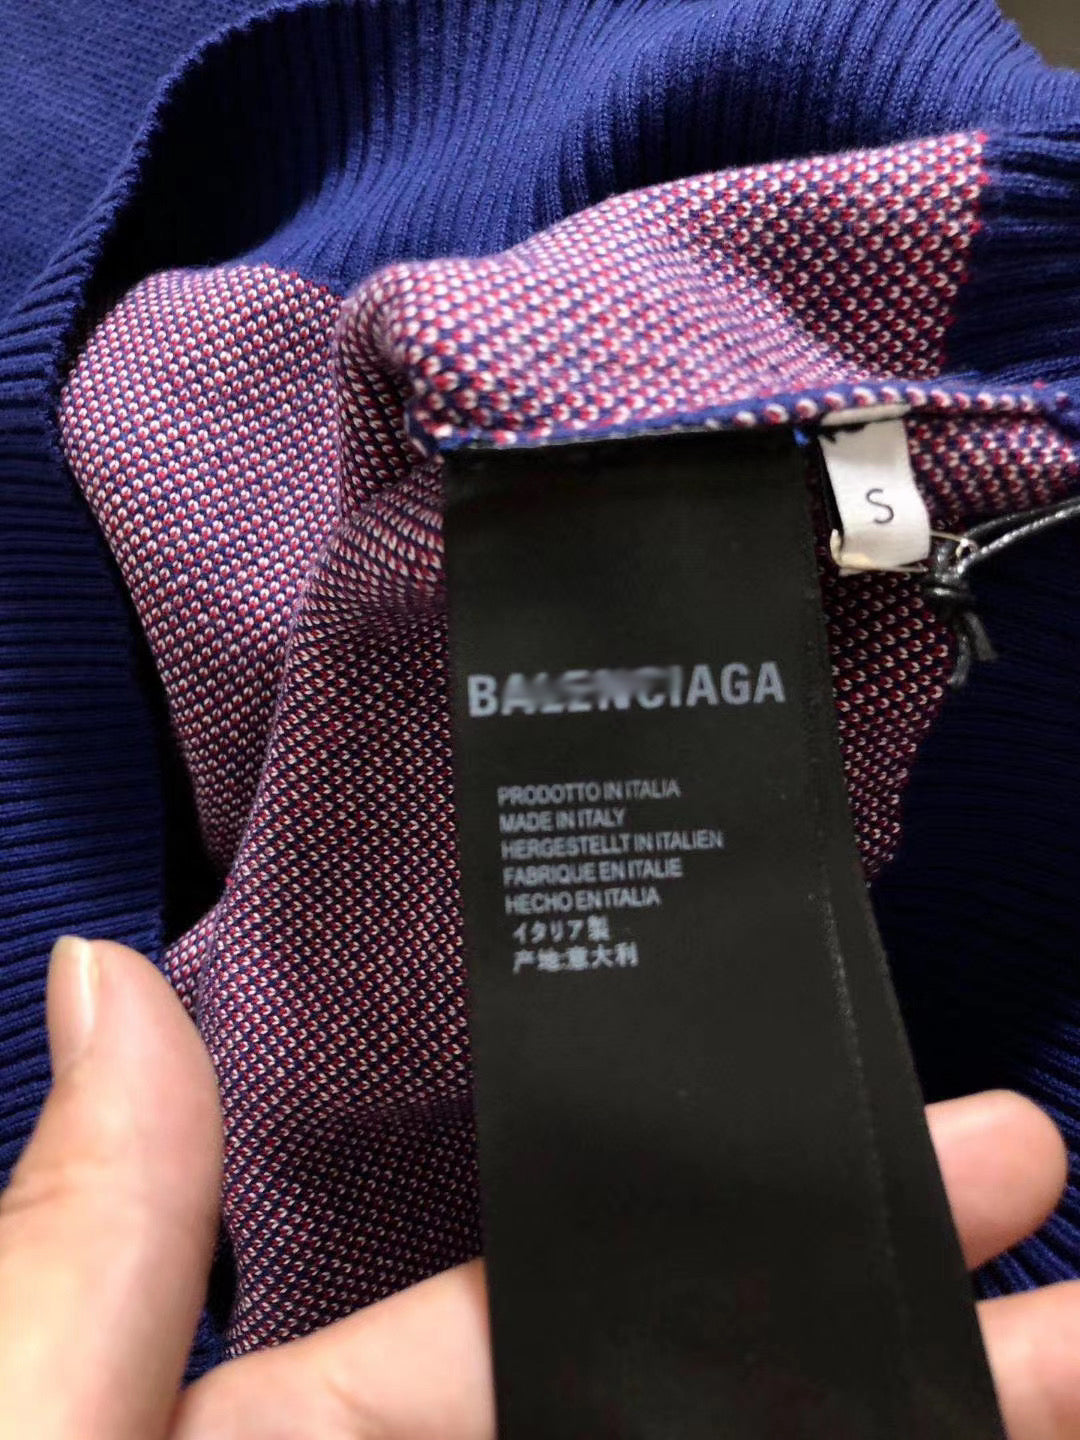 S
BALENCIAGA
PRODOTTO IN ITALIA
MADE IN ITALY
HERGESTELLT IN ITALIEN
FABRIQUE EN ITALIE
HECHO EN ITALIA
イタリア製
产地:意大利